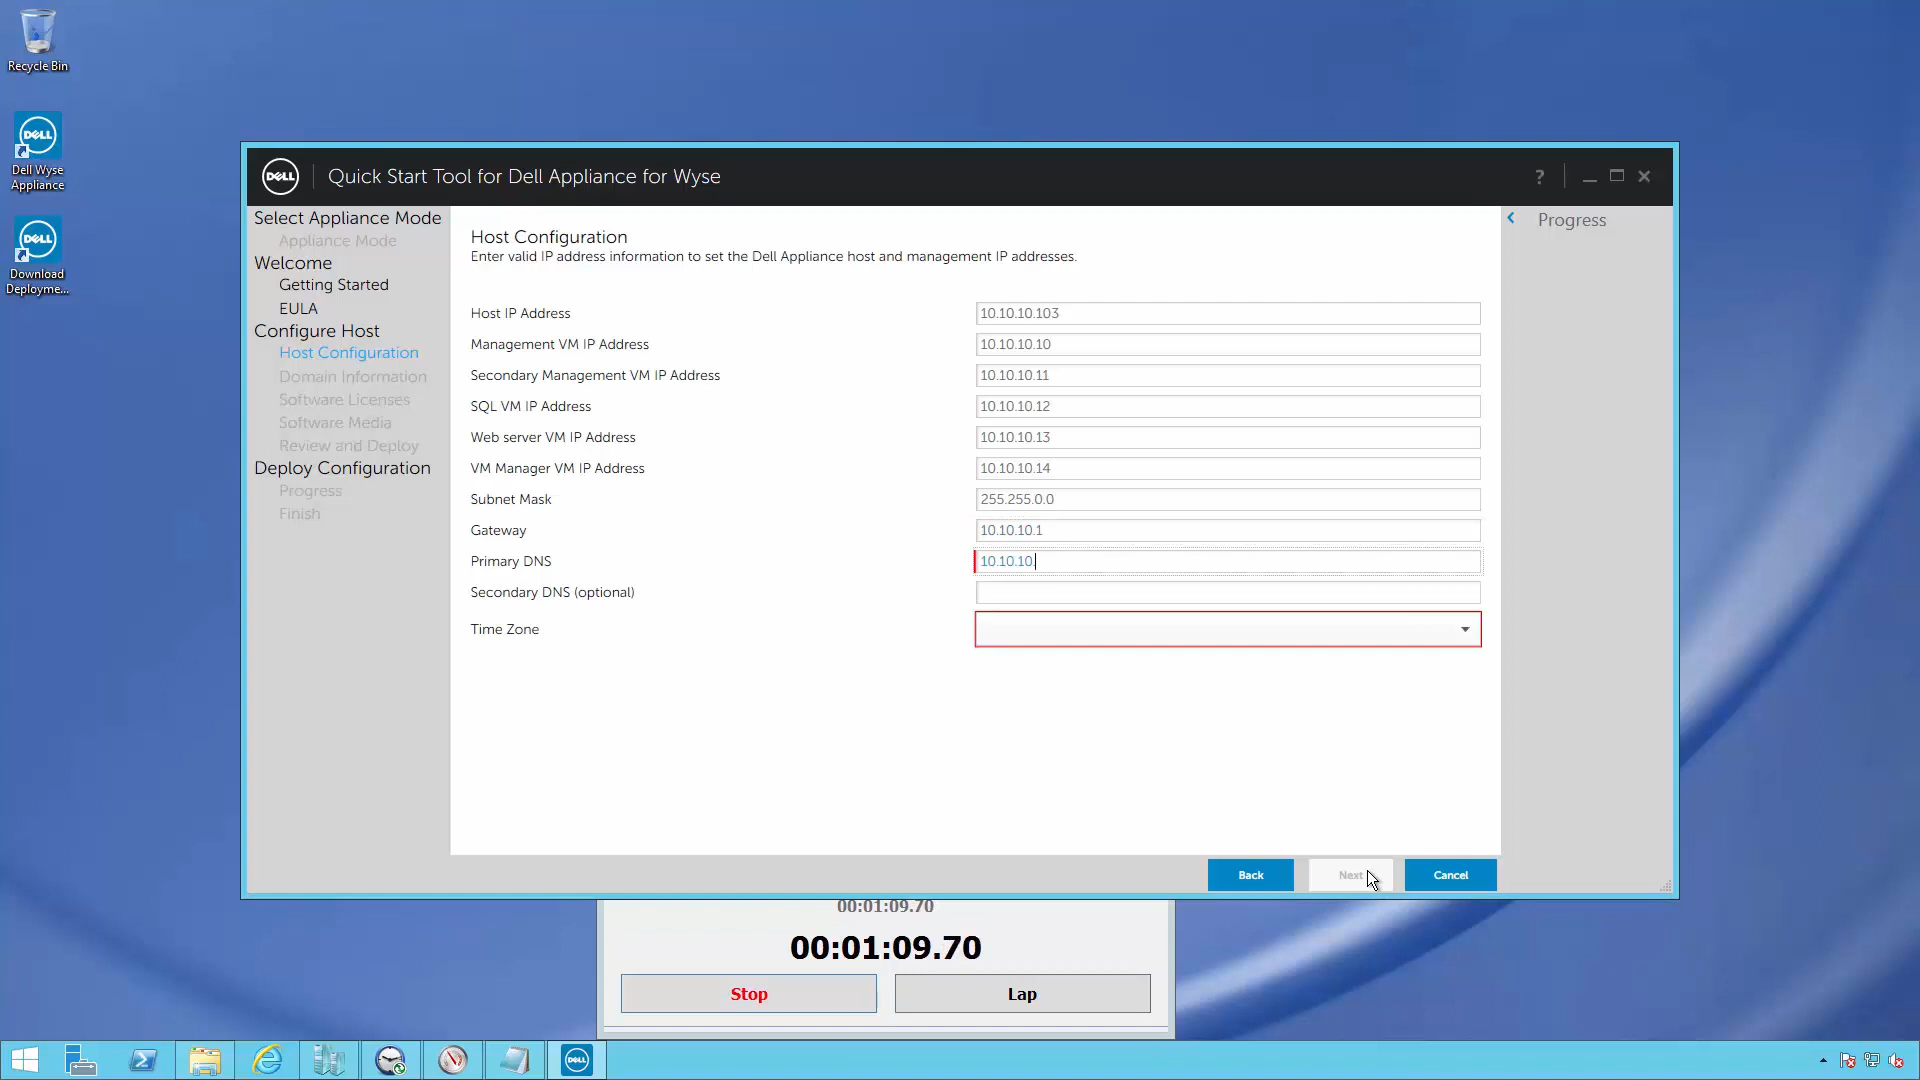 Recycle Bin
DELL
Dell Wyse
Appliance
DELL
Download
Deployme...
DELL
Quick Start Tool for Dell Appliance for Wyse
?
Select Appliance Mode
Appliance Mode
Welcome
Getting Started
EULA
Configure Host
Host Configuration
Domain Information
Software Licenses
Software Media
Review and Deploy
Deploy Configuration
Progress
Finish
Host Configuration
Enter valid IP address information to set the Dell Appliance host and management IP addresses.
Host IP Address 10.10.10.103
Management VM IP Address 10.10.10.10
Secondary Management VM IP Address 10.10.10.11
SQL VM IP Address 10.10.10.12
Web server VM IP Address 10.10.10.13
VM Manager VM IP Address 10.10.10.14
Subnet Mask 255.255.0.0
Gateway 10.10.10.1
Primary DNS 10.10.10.
Secondary DNS (optional)
Time Zone
Progress
Back Next Cancel
00:01:09.70
00:01:09.70
Stop Lap
DELL